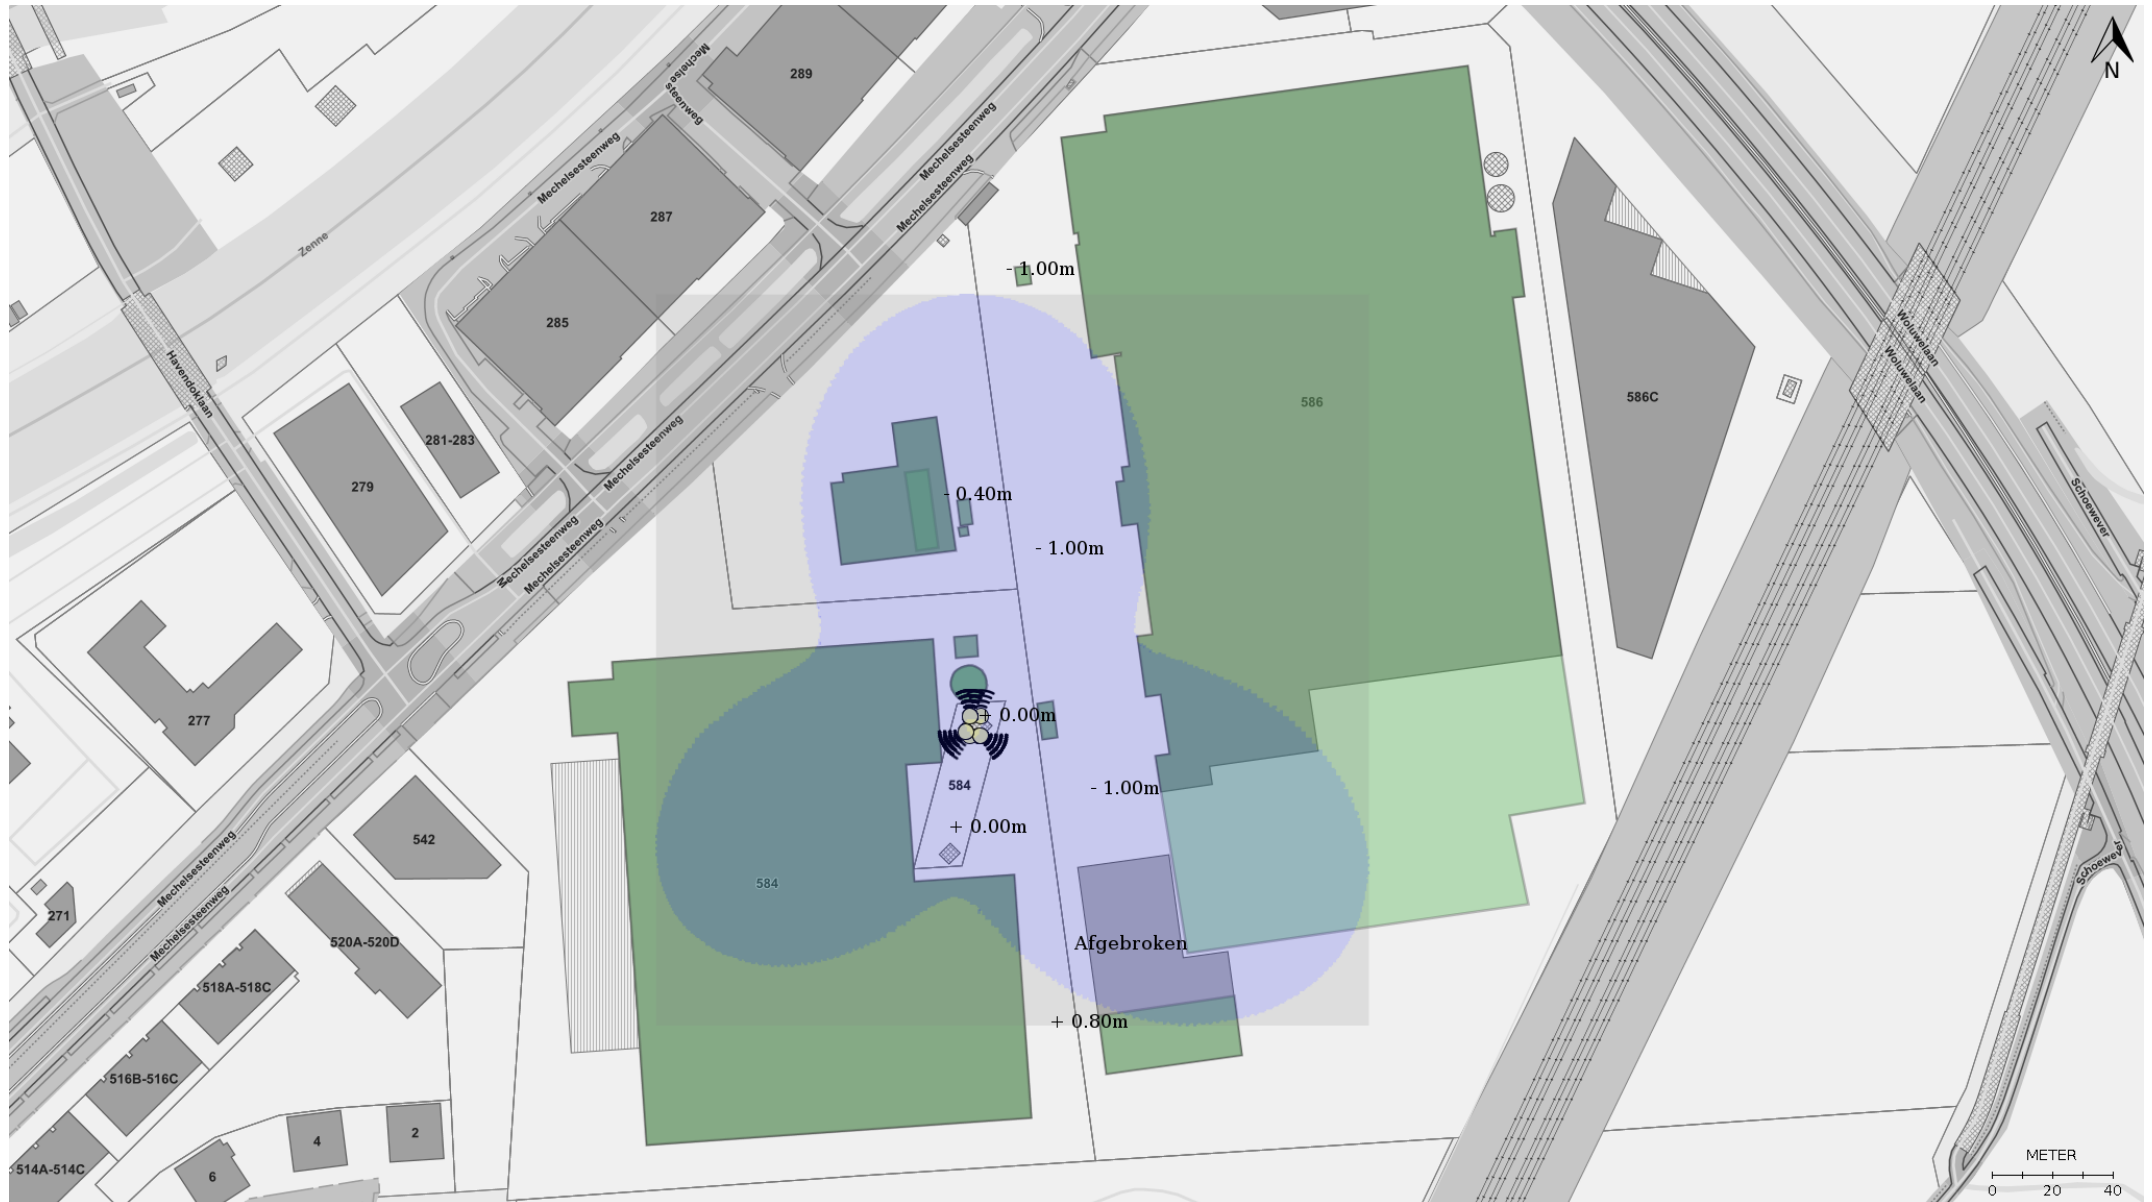 Mechelse
steenweg
289
Mechelsesteenweg
Mechelsesteenweg
Mechelsesteenweg
N
287
Zenne
- 1.00m
285
Havendoklaan
Woluwelaan
Woluwelaan
586
586C
281-283
279
Mechelsesteenweg
- 0.40m
Schoewever
Mechelsesteenweg
Mechelsesteenweg
- 1.00m
277
+ 0.00m
584
- 1.00m
+ 0.00m
542
Mechelsesteenweg
Mechelsesteenweg
584
Schoewever
271
520A-520D
Afgebroken
518A-518C
+ 0.80m
516B-516C
2
4
514A-514C
6
METER
0 20 40